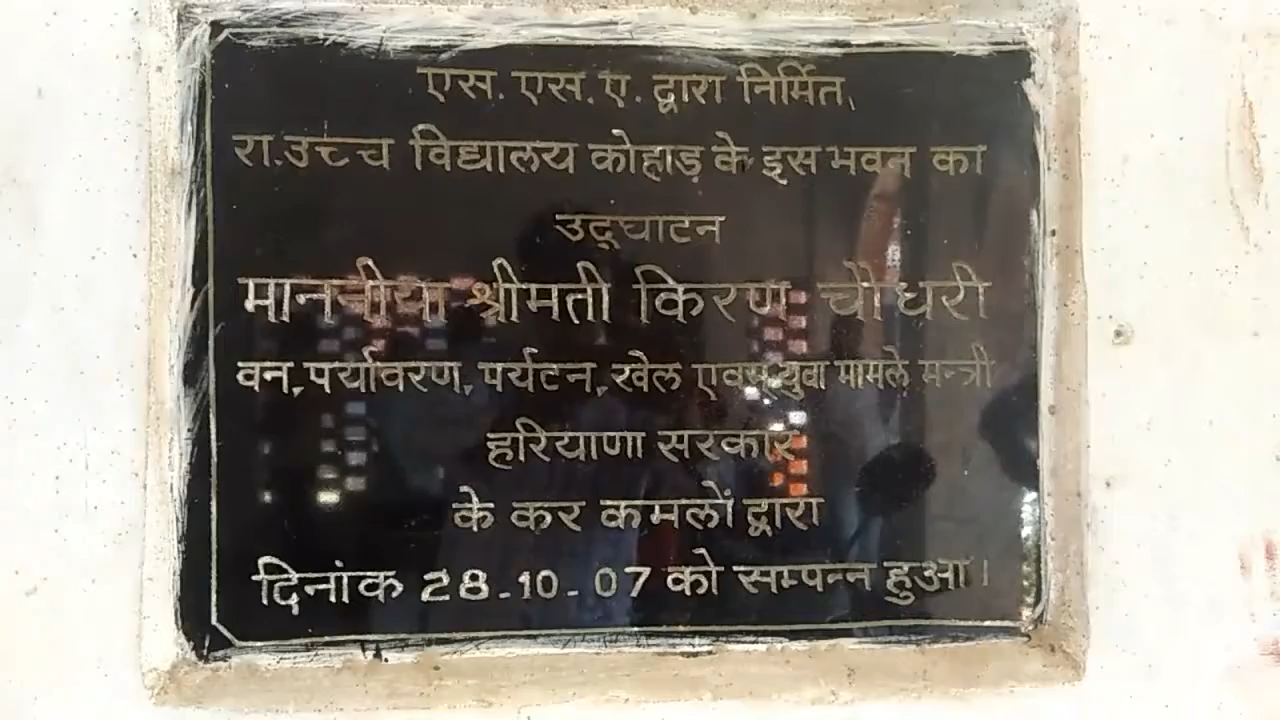 एस. एस. ए. द्वारा निर्मित,
रा.उच्च विद्यालय कोहाड़ के इस भवन का
उद्घाटन
माननीया श्रीमती किरण चौधरी
वन, पर्यावरण, पर्यटन, खेल एवम् युवा मामले मन्त्री
हरियाणा सरकार
के कर कमलों द्वारा
दिनांक 28-10-07 को सम्पन्न हुआ।